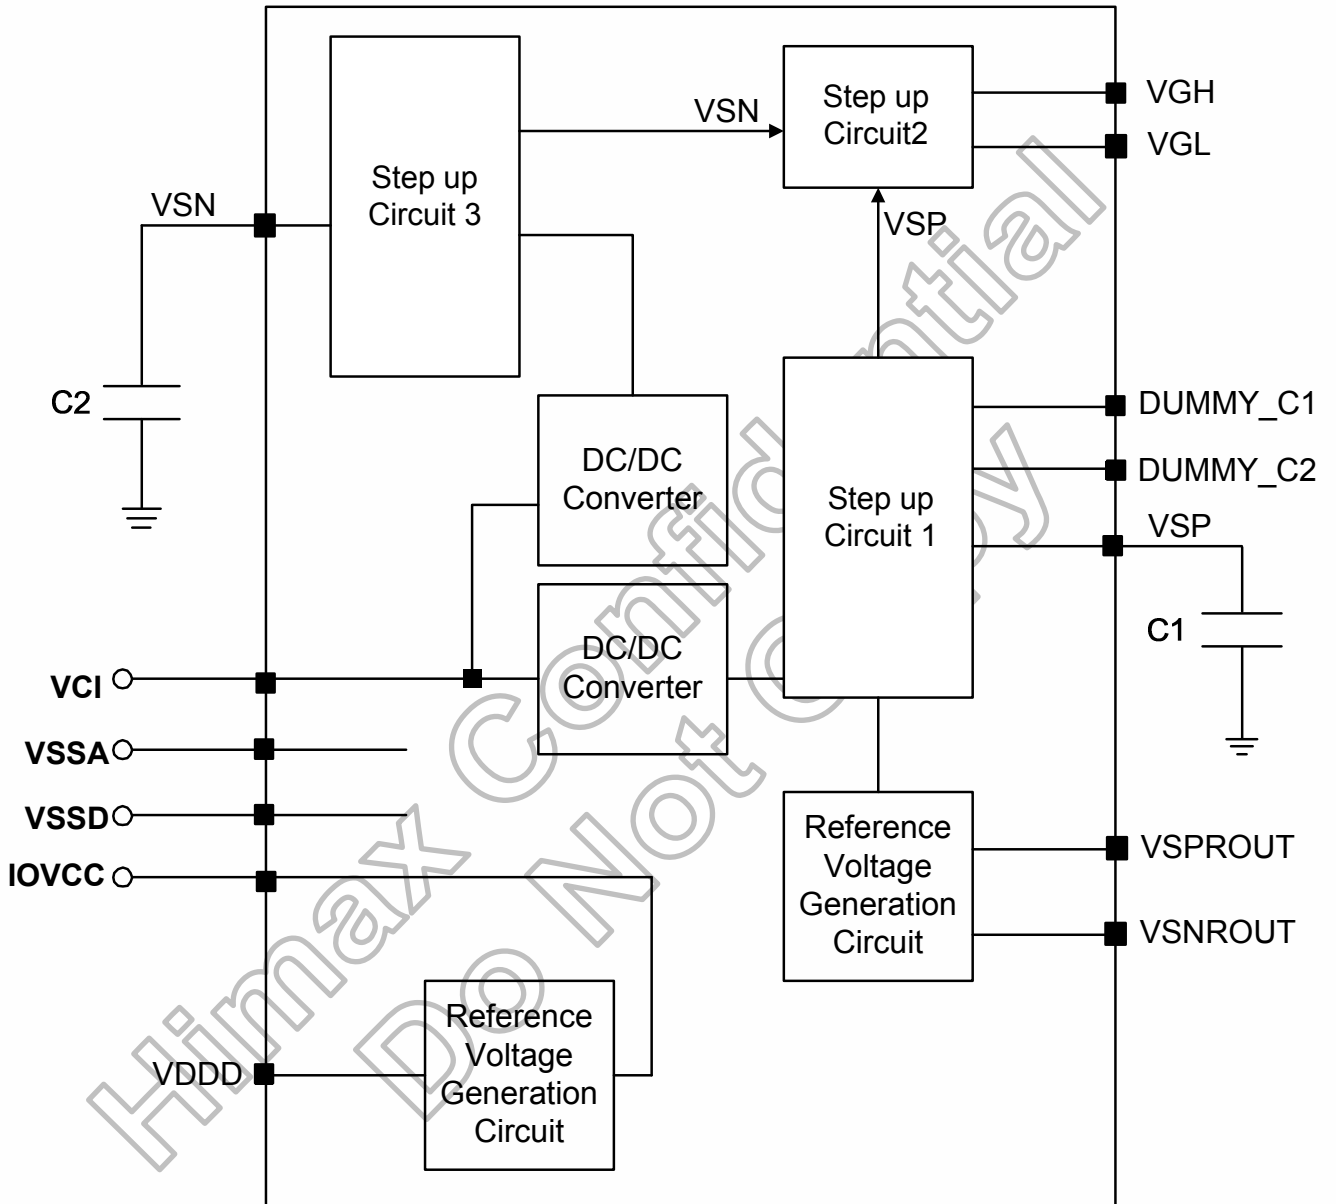 Step up
Circuit 3
VSN
Step up
Circuit2
VGH
VGL
VSN
VSP
C2
DC/DC
Converter
Step up
Circuit 1
DUMMY_C1
DUMMY_C2
VSP
C1
DC/DC
Converter
VCI
VSSA
VSSD
IOVCC
Reference
Voltage
Generation
Circuit
VSPROUT
VSNROUT
Reference
Voltage
Generation
Circuit
VDDD
Himax Confidential
Do Not Copy